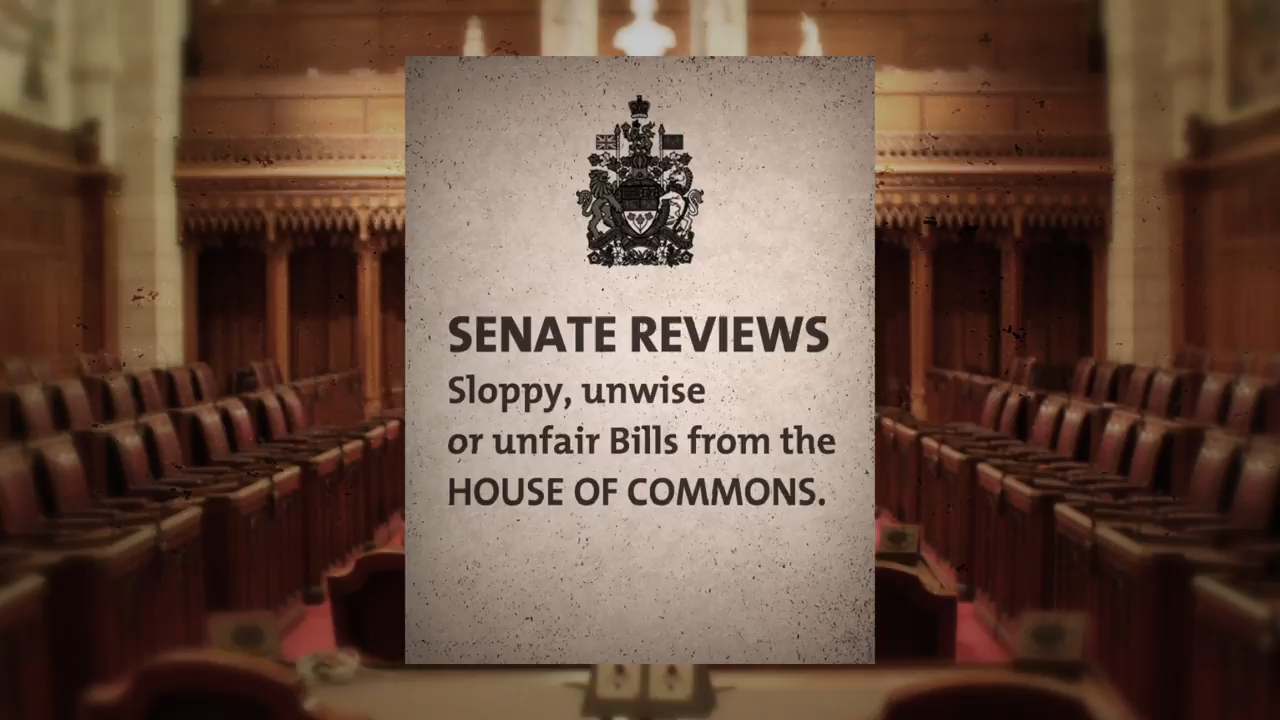 SENATE REVIEWS
Sloppy, unwise
or unfair Bills from the
HOUSE OF COMMONS.